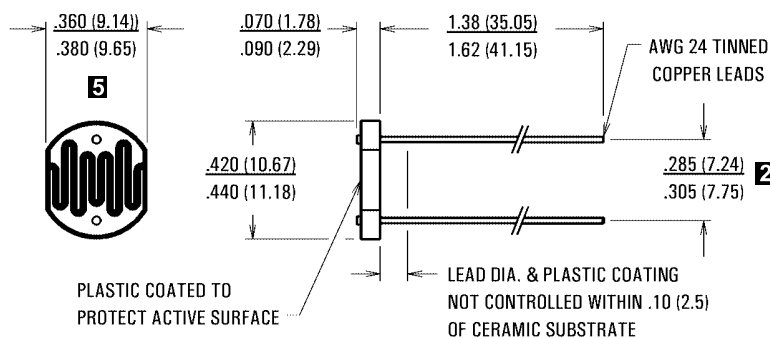 .360 (9.14))
.380 (9.65)
.070 (1.78)
.090 (2.29)
1.38 (35.05)
1.62 (41.15)
AWG 24 TINNED
COPPER LEADS
5
.420 (10.67)
.440 (11.18)
.285 (7.24)
.305 (7.75)
2
PLASTIC COATED TO
PROTECT ACTIVE SURFACE
LEAD DIA. & PLASTIC COATING
NOT CONTROLLED WITHIN .10 (2.5)
OF CERAMIC SUBSTRATE